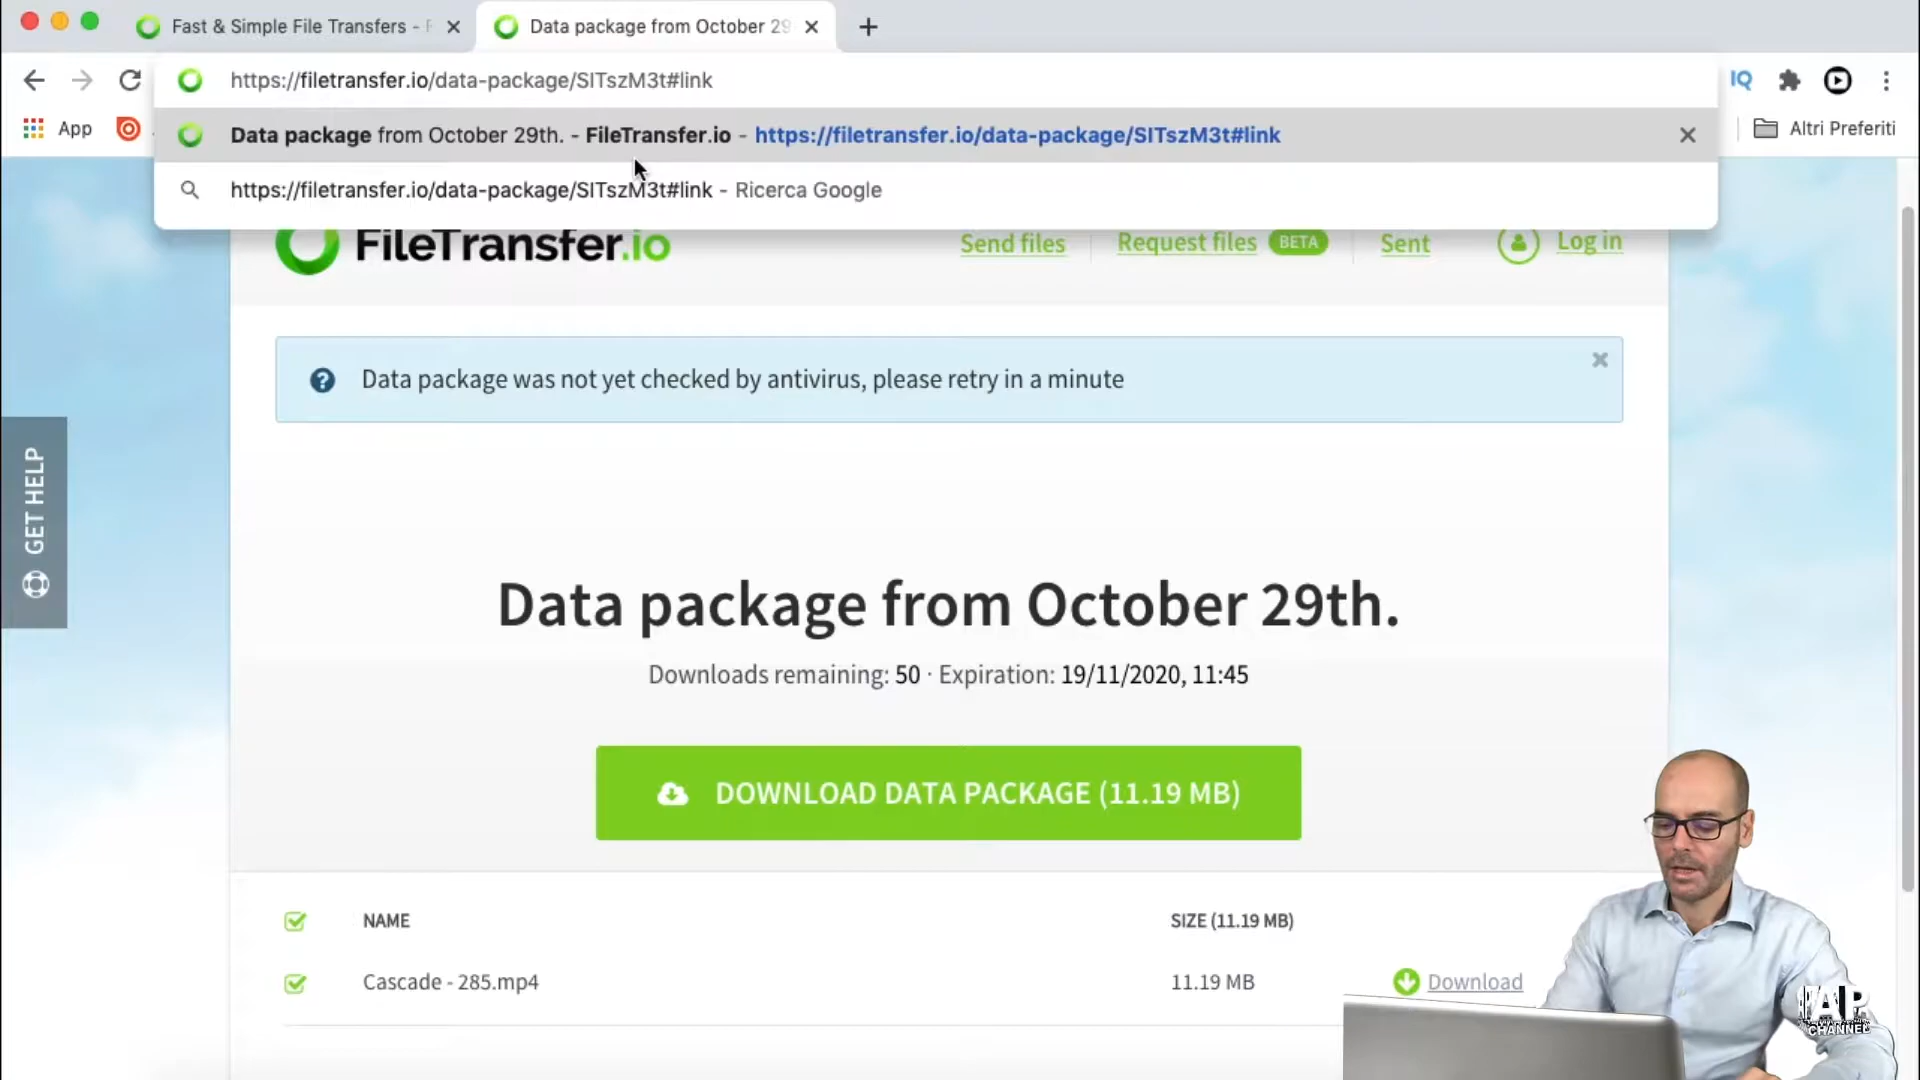 Fast & Simple File Transfers -
Data package from October 29
https://filetransfer.io/data-package/SITszM3t#link
IQ
App
Data package from October 29th. - FileTransfer.io - https://filetransfer.io/data-package/SITszM3t#link
Altri Preferiti
https://filetransfer.io/data-package/SITszM3t#link - Ricerca Google
FileTransfer.io
Send files
Request files BETA
Sent
Log in
Data package was not yet checked by antivirus, please retry in a minute
GET HELP
Data package from October 29th.
Downloads remaining: 50 · Expiration: 19/11/2020, 11:45
DOWNLOAD DATA PACKAGE (11.19 MB)
NAME SIZE (11.19 MB)
Cascade - 285.mp4 11.19 MB Download
AP
CHANNEL